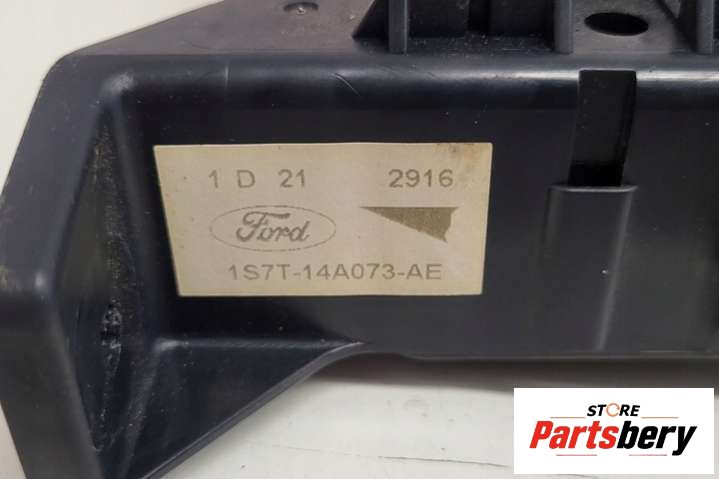 1 D 21 2916
Ford
1S7T-14A073-AE
STORE
Partsbery